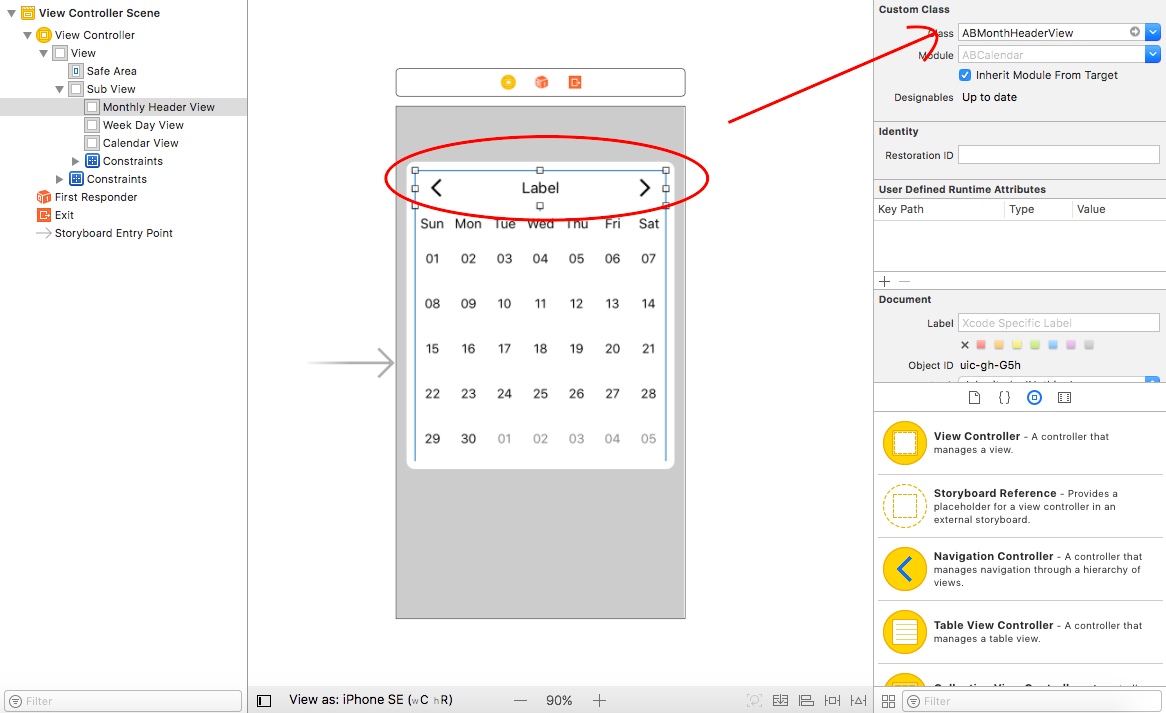 View Controller Scene
View Controller
View
Safe Area
Sub View
Monthly Header View
Week Day View
Calendar View
Constraints
Constraints
First Responder
Exit
Storyboard Entry Point
Filter
Label
Sun Mon Tue Wed Thu Fri Sat
01 02 03 04 05 06 07
08 09 10 11 12 13 14
15 16 17 18 19 20 21
22 23 24 25 26 27 28
29 30 01 02 03 04 05
View as: iPhone SE (wC hR)
90%
Custom Class
Class ABMonthHeaderView
Module ABCalendar
Inherit Module From Target
Designables Up to date
Identity
Restoration ID
User Defined Runtime Attributes
Key Path Type Value
Document
Label Xcode Specific Label
Object ID uic-gh-G5h
View Controller - A controller that
manages a view.
Storyboard Reference - Provides a
placeholder for a view controller in an
external storyboard.
Navigation Controller - A controller that
manages navigation through a hierarchy of
views.
Table View Controller - A controller that
manages a table view.
Filter